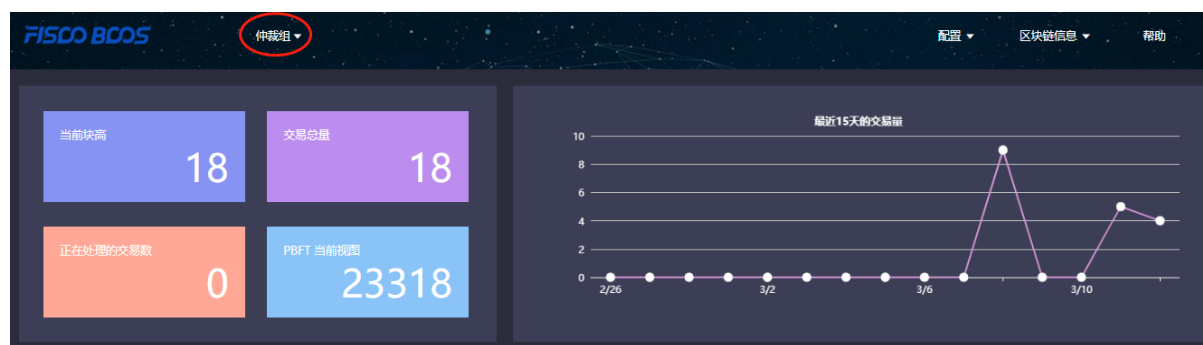 FISCO BCOS 仲裁组 配置 区块链信息 帮助
当前块高
18
交易总量
18
正在处理的交易数
0
PBFT 当前视图
23318
最近15天的交易量
10
8
6
4
2
0
2/26 3/2 3/6 3/10